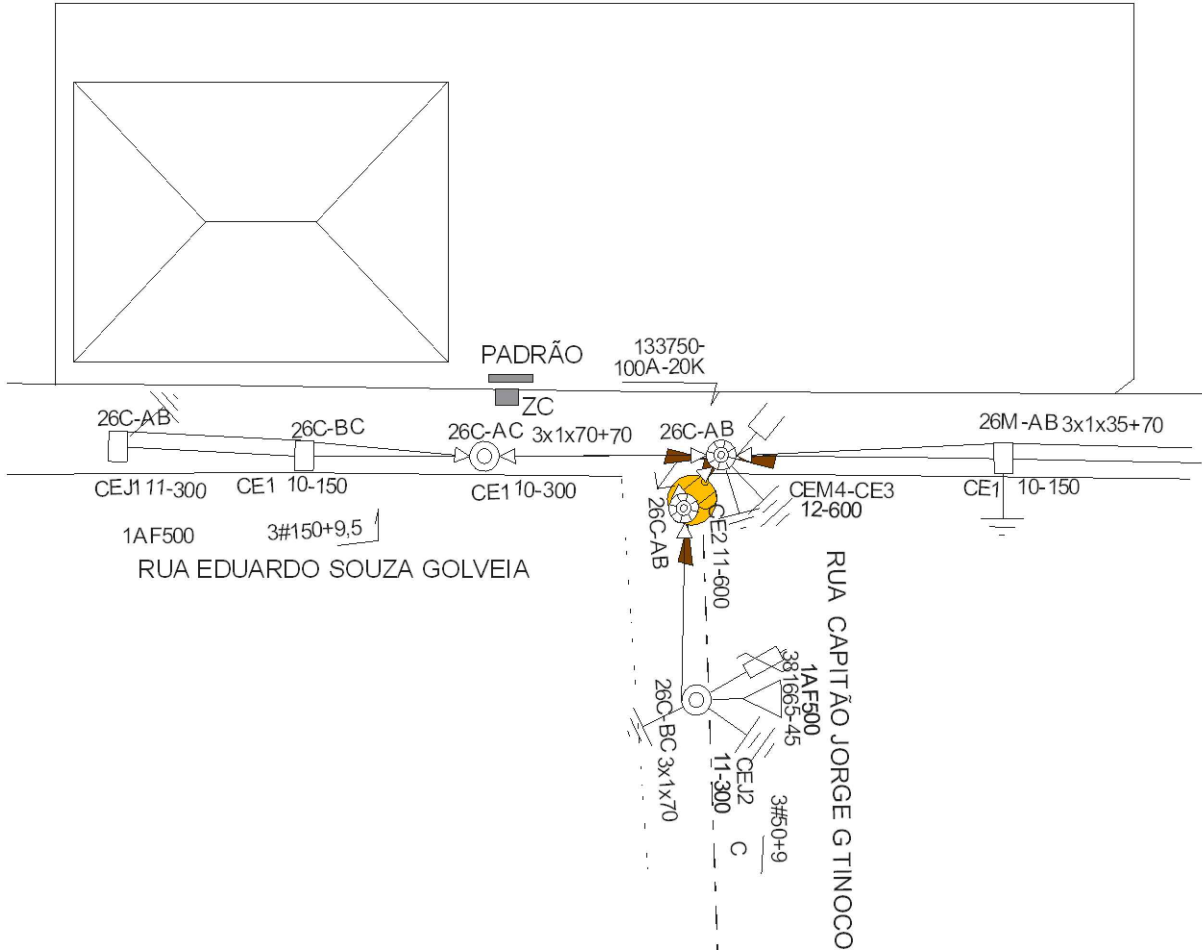 PADRÃO
133750-
100A-20K
ZC
26C-AB
26C-BC
26C-AC
3x1x70+70
26C-AB
26M-AB 3x1x35+70
CEJ1 11-300
CE1 10-150
CE1 10-300
CEM4-CE3
12-600
CE1 10-150
1AF500
3#150+9,5
RUA EDUARDO SOUZA GOLVEIA
26C-AB
CE2 11-600
RUA CAPITÃO JORGE G TINOCO
26C-BC 3x1x70
381665-45
1AF500
CEJ2
11-300
3#50+9
C